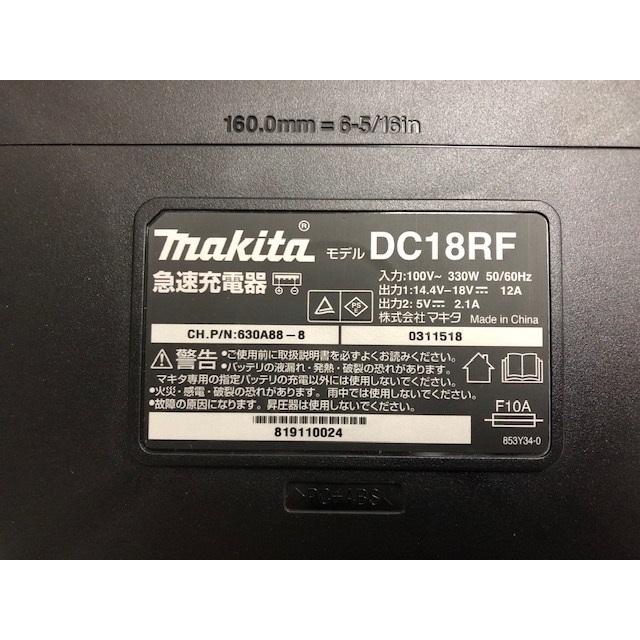 160.0mm = 6-5/16in
makita® モデル DC18RF
急速充電器
入力:100V~ 330W 50/60Hz
出力1:14.4V-18V⎓ 12A
出力2: 5V⎓ 2.1A
株式会社マキタ Made in China
PS
E
CH.P/N:630A88-8
0311518
警告
•ご使用前に取扱説明書を必ずよくお読みください。
•バッテリの液漏れ・発熱・破裂の恐れがあります。
マキタ専用の指定バッテリの充電以外には使用しないでください。
•火災・感電・破裂の恐れがあります。雨中では使用しないでください。
•故障の原因になります。昇圧器は使用しないでください。
F10A
819110024
853Y34-0
>PC+ABS<